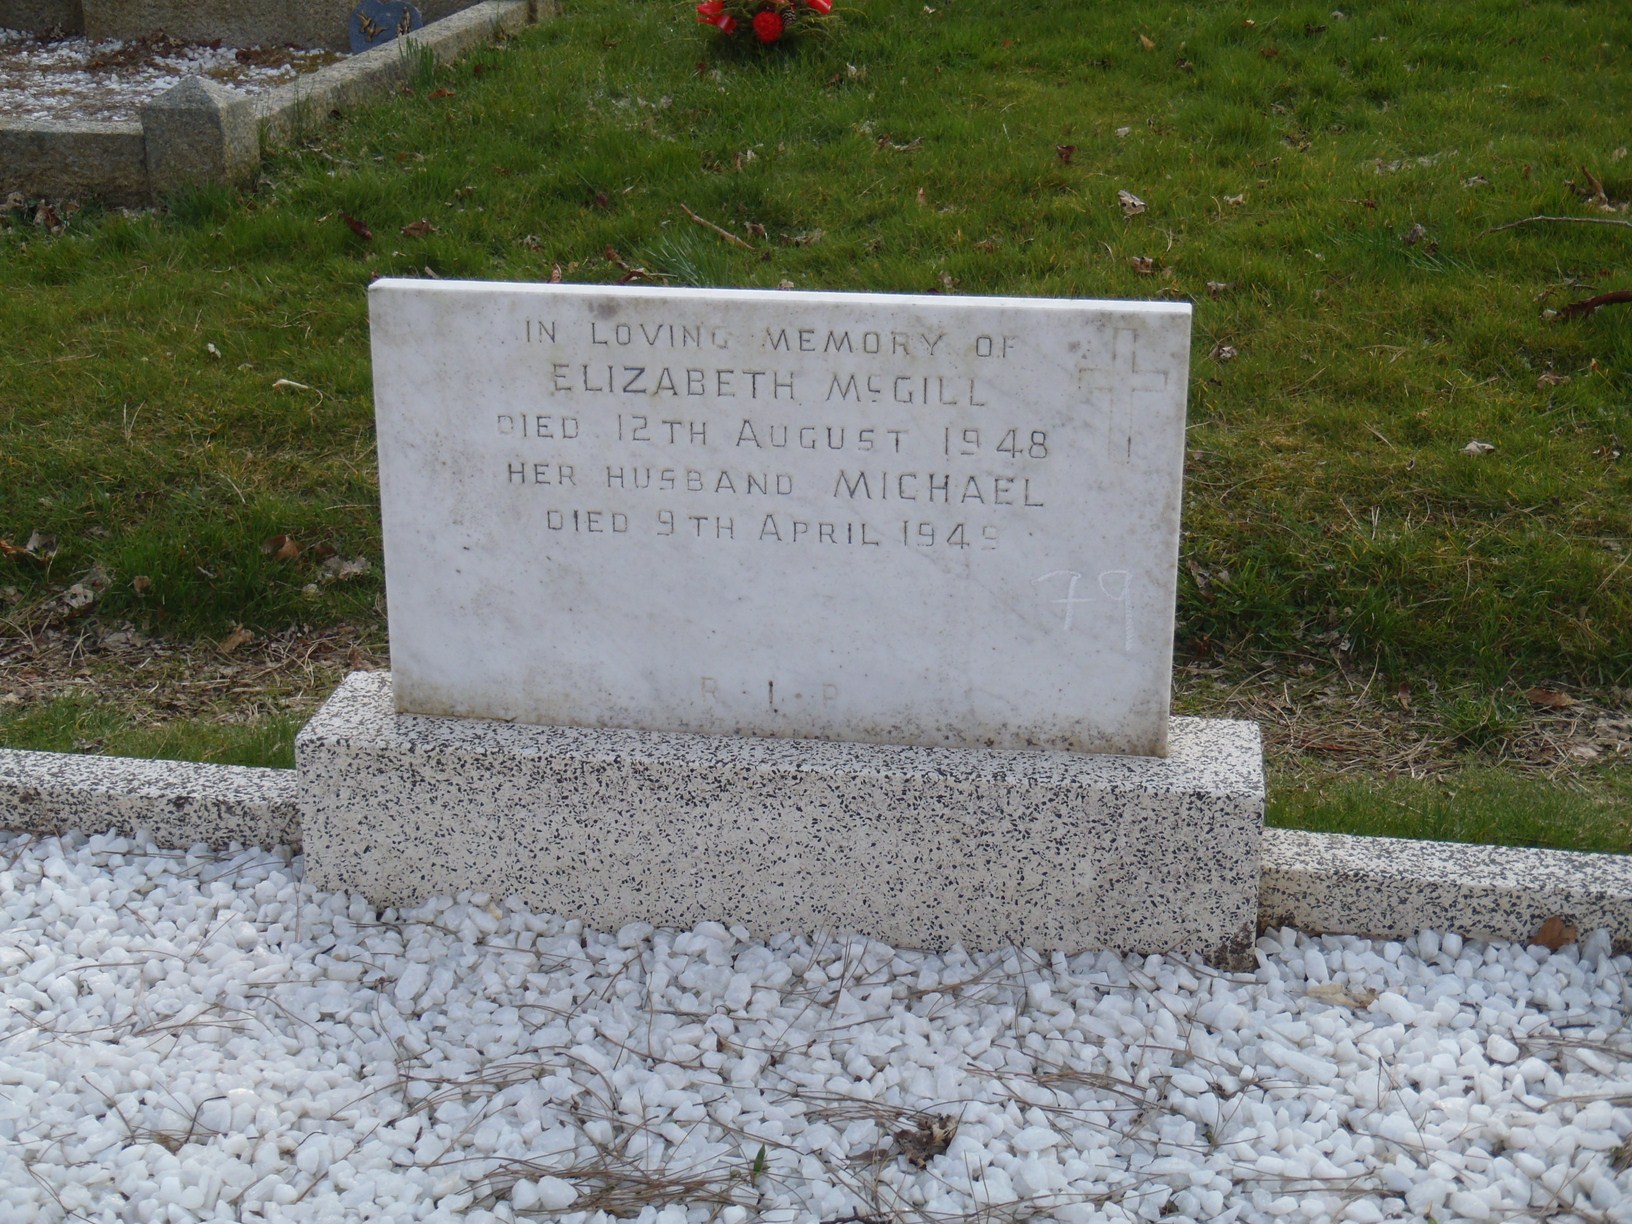 IN LOVING MEMORY OF
ELIZABETH McGILL
DIED 12TH AUGUST 1948
HER HUSBAND MICHAEL
DIED 9TH APRIL 1949
79
R I P